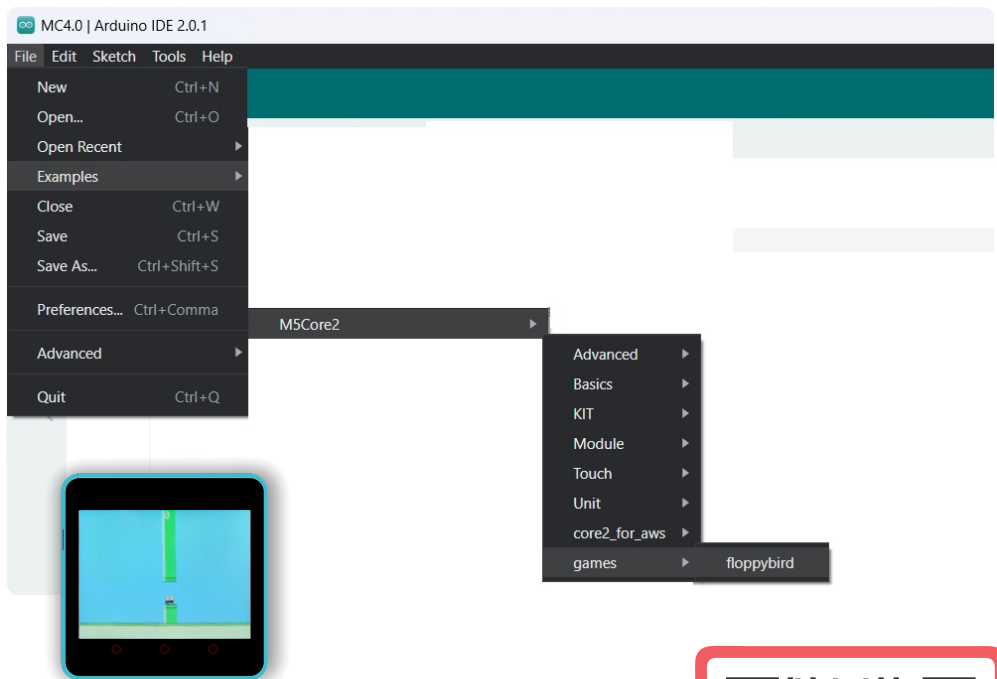 MC4.0 | Arduino IDE 2.0.1
File Edit Sketch Tools Help
New Ctrl+N
Open... Ctrl+O
Open Recent
Examples
Close Ctrl+W
Save Ctrl+S
Save As... Ctrl+Shift+S
Preferences... Ctrl+Comma
Advanced
Quit Ctrl+Q
M5Core2
Advanced
Basics
KIT
Module
Touch
Unit
core2_for_aws
games
floppybird